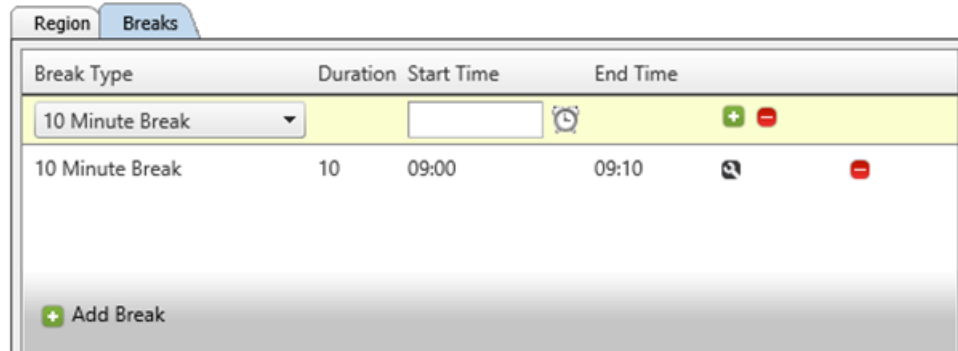 Region Breaks
Break Type Duration Start Time End Time
10 Minute Break
10 Minute Break 10 09:00 09:10
Add Break